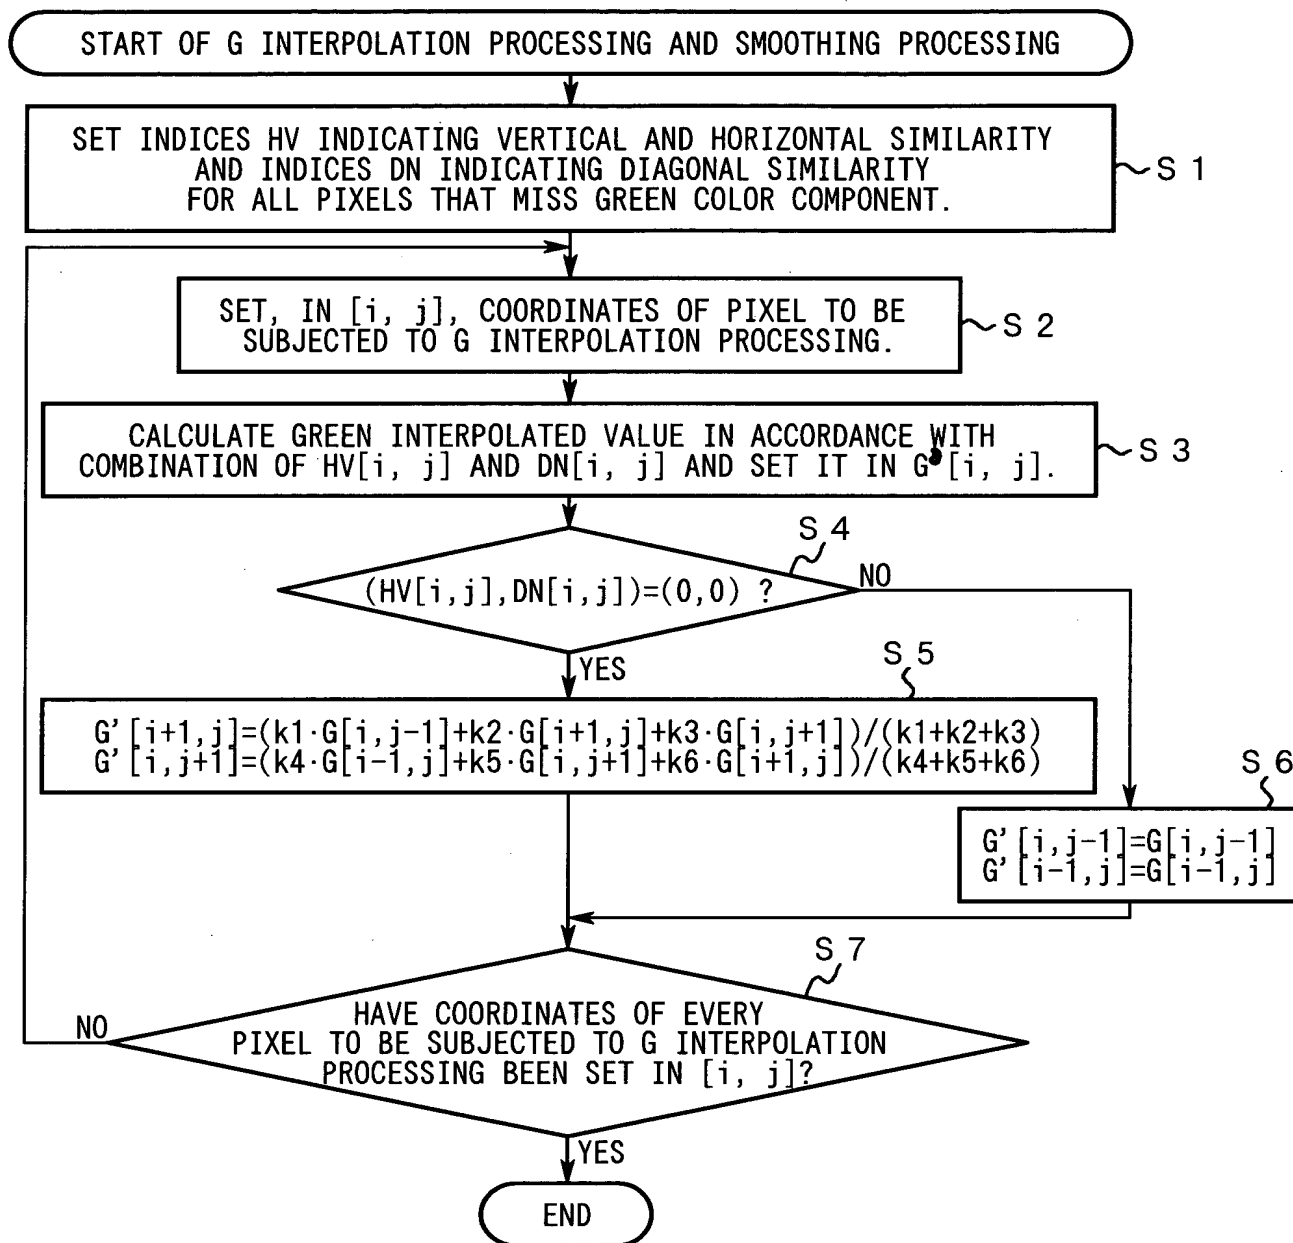 START OF G INTERPOLATION PROCESSING AND SMOOTHING PROCESSING
SET INDICES HV INDICATING VERTICAL AND HORIZONTAL SIMILARITY
AND INDICES DN INDICATING DIAGONAL SIMILARITY
FOR ALL PIXELS THAT MISS GREEN COLOR COMPONENT.
S 1
SET, IN [i, j], COORDINATES OF PIXEL TO BE
SUBJECTED TO G INTERPOLATION PROCESSING.
S 2
CALCULATE GREEN INTERPOLATED VALUE IN ACCORDANCE WITH
COMBINATION OF HV[i, j] AND DN[i, j] AND SET IT IN G' [i, j].
S 3
S 4
(HV[i,j],DN[i,j])=(0,0) ?
NO
YES
S 5
G' [i+1,j]=(k1·G[i,j-1]+k2·G[i+1,j]+k3·G[i,j+1])/(k1+k2+k3)
G' [i,j+1]=(k4·G[i-1,j]+k5·G[i,j+1]+k6·G[i+1,j])/(k4+k5+k6)
S 6
G' [i,j-1]=G[i,j-1]
G' [i-1,j]=G[i-1,j]
S 7
HAVE COORDINATES OF EVERY
PIXEL TO BE SUBJECTED TO G INTERPOLATION
PROCESSING BEEN SET IN [i, j]?
NO
YES
END